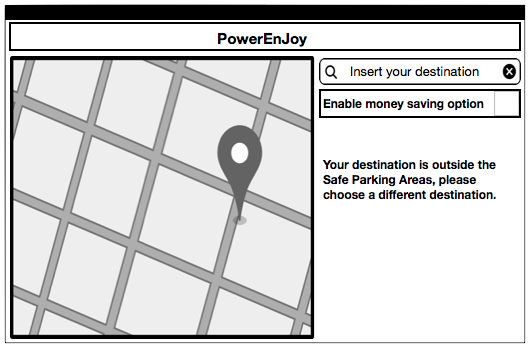 PowerEnJoy
Insert your destination
Enable money saving option
Your destination is outside the
Safe Parking Areas, please
choose a different destination.